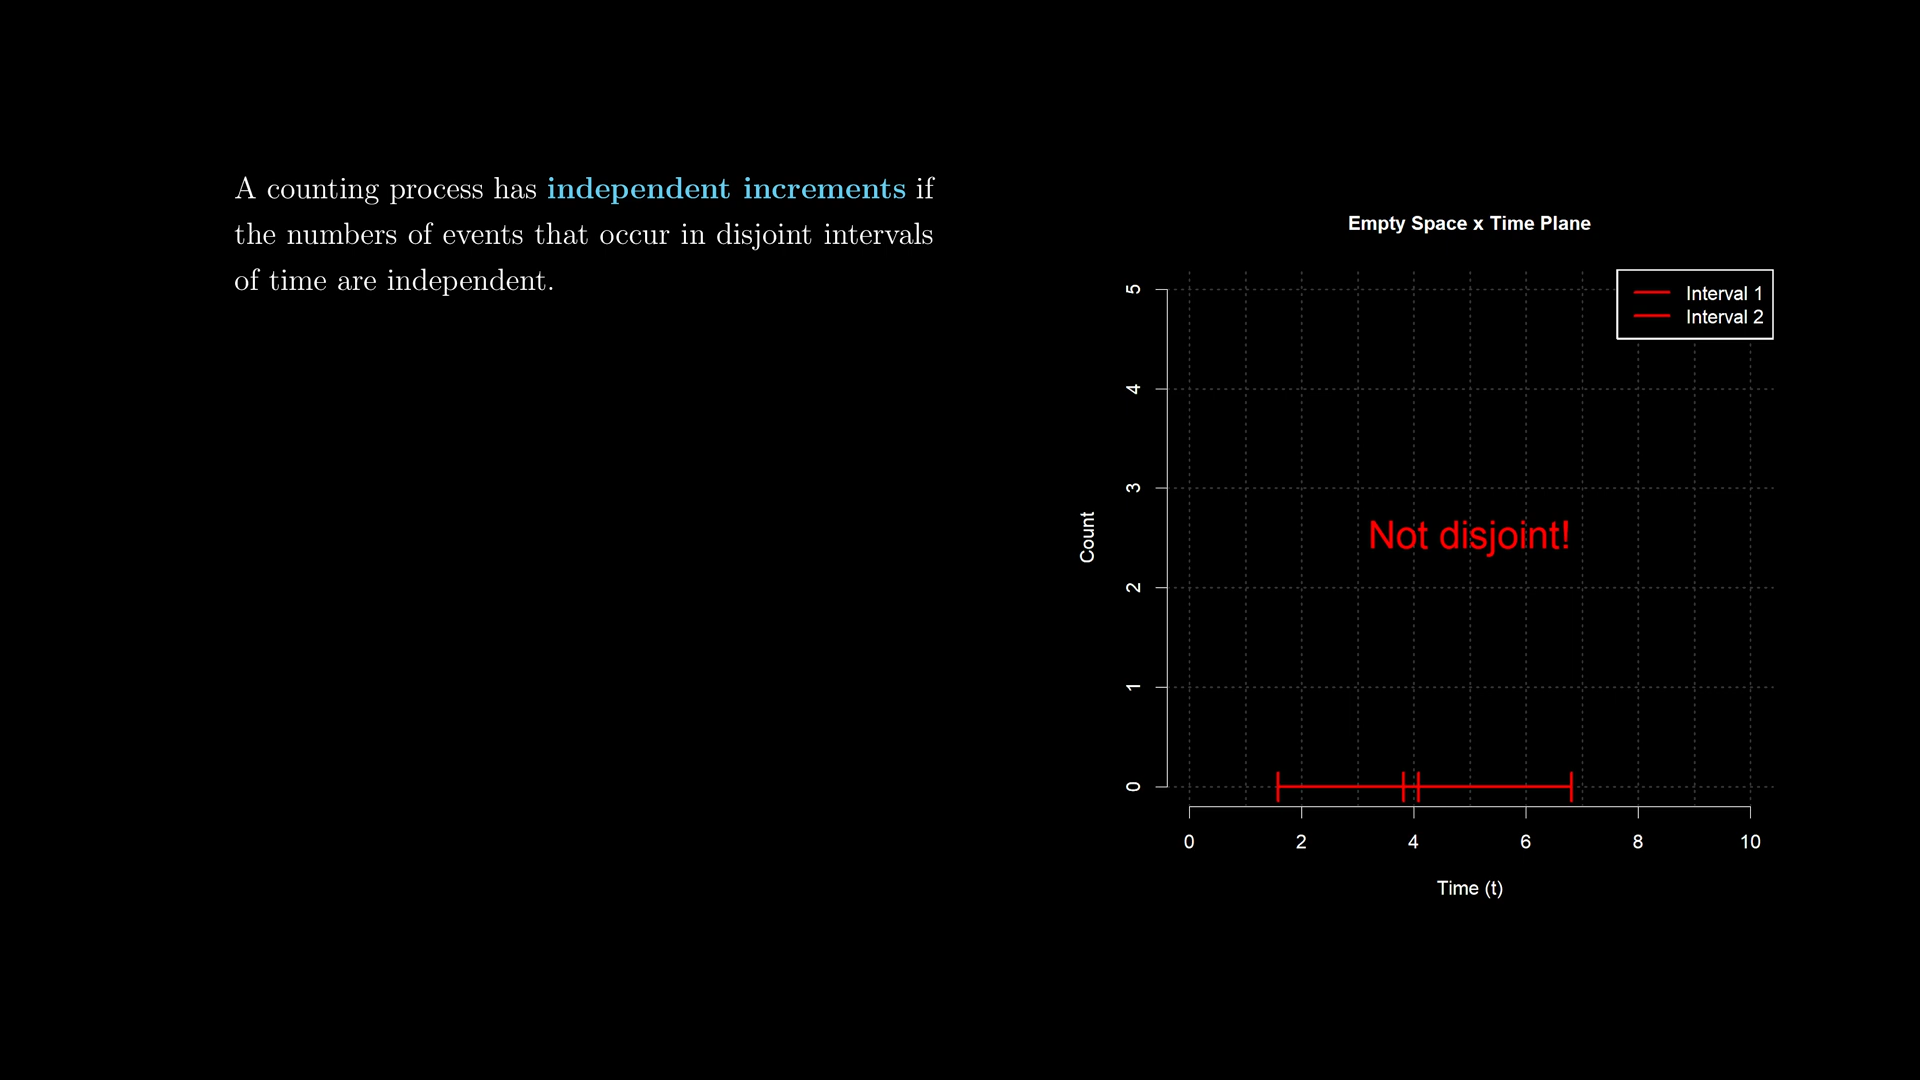 A counting process has independent increments if
the numbers of events that occur in disjoint intervals
of time are independent.
Empty Space x Time Plane
Interval 1
Interval 2
5
4
3
2
1
0
Count
Not disjoint!
0 2 4 6 8 10
Time (t)